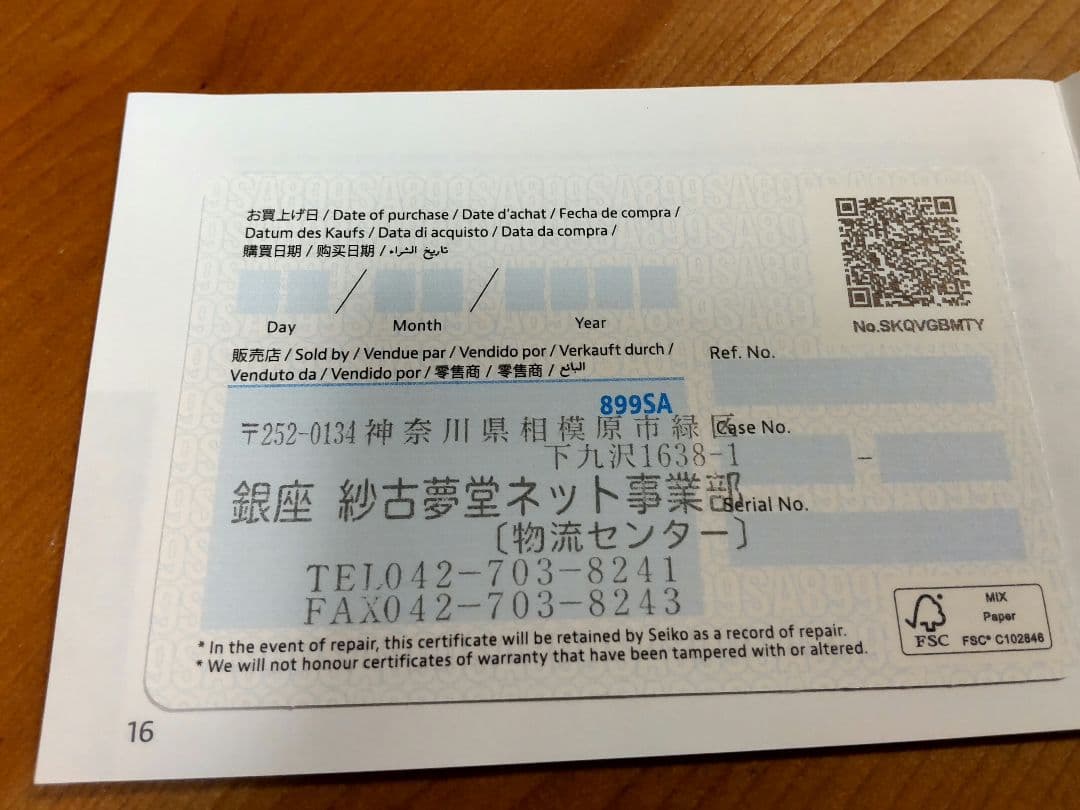 お買上げ日 / Date of purchase / Date d'achat / Fecha de compra /
Datum des Kaufs / Data di acquisto / Data da compra /
購買日期 / 购买日期 / تاريخ الشراء
Day / Month / Year
No.SKQVGBMTY
販売店 / Sold by / Vendue par / Vendido por / Verkauft durch /
Venduto da / Vendido por / 零售商 / 零售商 / البائع
899SA
〒252-0134 神奈川県相模原市緑区
下九沢1638-1
銀座 紗古夢堂ネット事業部
〔物流センター〕
TEL042-703-8241
FAX042-703-8243
Ref. No.
Case No.
–
Serial No.
* In the event of repair, this certificate will be retained by Seiko as a record of repair.
* We will not honour certificates of warranty that have been tampered with or altered.
FSC
MIX
Paper
FSC® C102846
16